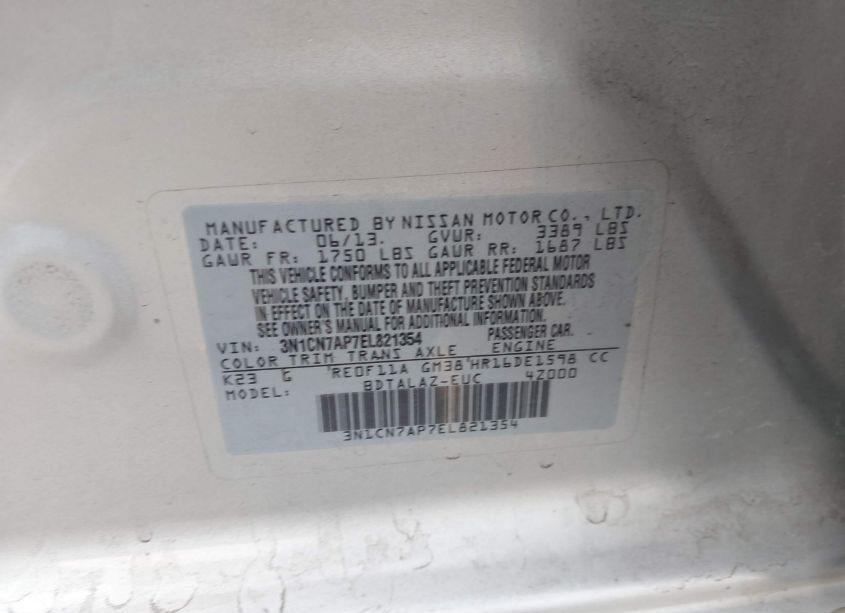 MANUFACTURED BY NISSAN MOTOR CO., LTD.
DATE: 06/13. GVWR: 3389 LBS
GAWR FR: 1750 LBS GAWR RR: 1687 LBS
THIS VEHICLE CONFORMS TO ALL APPLICABLE FEDERAL MOTOR
VEHICLE SAFETY, BUMPER AND THEFT PREVENTION STANDARDS
IN EFFECT ON THE DATE OF MANUFACTURE SHOWN ABOVE.
SEE OWNER'S MANUAL FOR ADDITIONAL INFORMATION.
VIN: 3N1CN7AP7EL821354 PASSENGER CAR.
COLOR TRIM TRANS AXLE ENGINE
K23 G RE0F11A GM38 HR16DE1598 CC
MODEL: BDTALAZ-EUC 4Z000
3N1CN7AP7EL821354